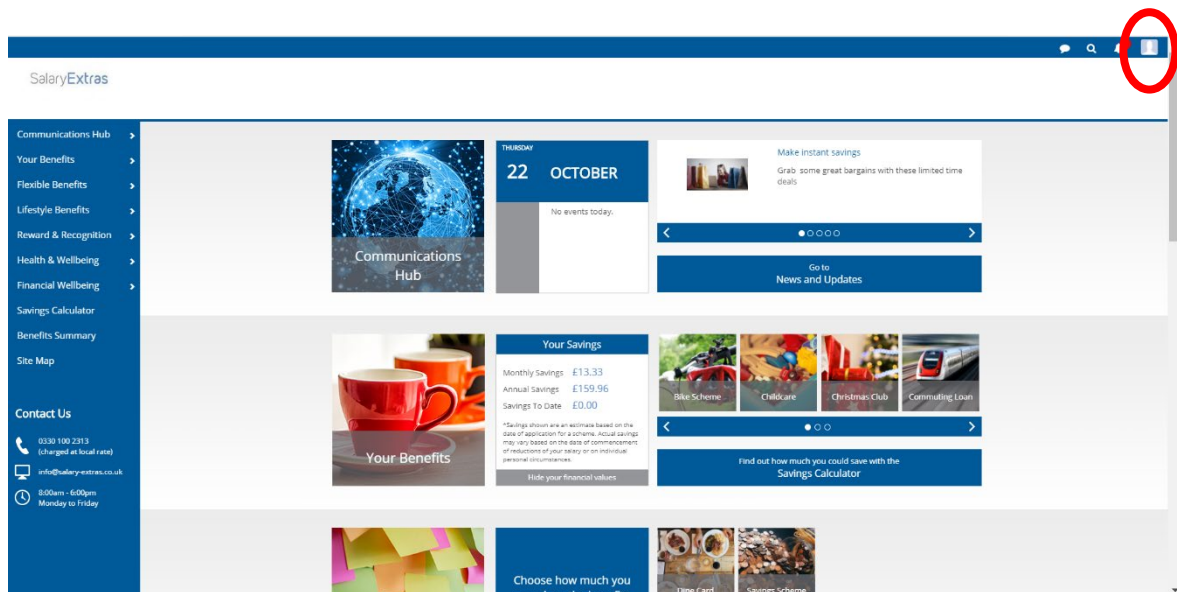 SalaryExtras
Communications Hub
Your Benefits
Flexible Benefits
Lifestyle Benefits
Reward & Recognition
Health & Wellbeing
Financial Wellbeing
Savings Calculator
Benefits Summary
Site Map
Contact Us
0330 100 2313
(charged at local rate)
info@salary-extras.co.uk
8:00am - 6:00pm
Monday to Friday
Communications
Hub
THURSDAY
22 OCTOBER
No events today.
Make instant savings
Grab some great bargains with these limited time
deals
Go to
News and Updates
Your Benefits
Your Savings
Monthly Savings £13.33
Annual Savings £159.96
Savings To Date £0.00
*Savings shown are an estimate based on the
date of application for a scheme. Actual savings
may vary based on the date of commencement
of reductions of your salary or on individual
personal circumstances.
Hide your financial values
Bike Scheme
Childcare
Christmas Club
Commuting Loan
Find out how much you could save with the
Savings Calculator
Choose how much you
Dine Card
Savings Scheme